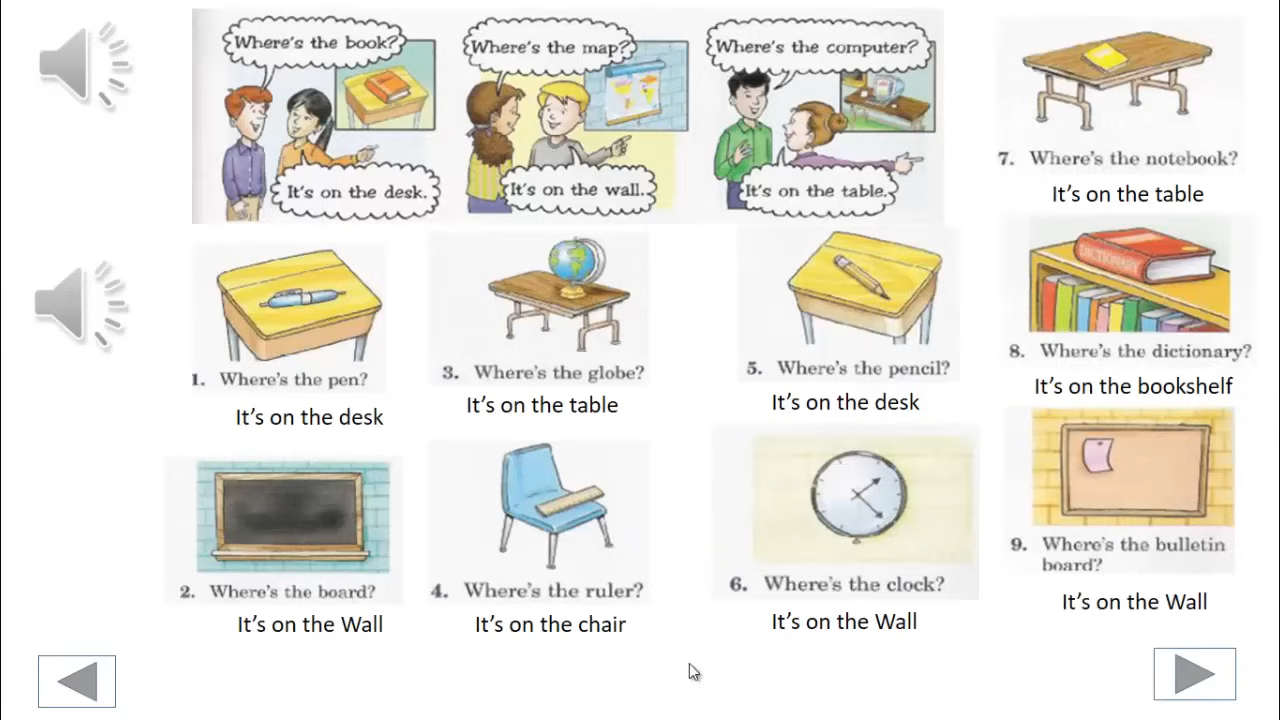 Where's the book?
It's on the desk.
Where's the map?
It's on the wall.
Where's the computer?
It's on the table.
1. Where's the pen?
It's on the desk
2. Where's the board?
It's on the Wall
3. Where's the globe?
It's on the table
4. Where's the ruler?
It's on the chair
5. Where's the pencil?
It's on the desk
6. Where's the clock?
It's on the Wall
7. Where's the notebook?
It's on the table
DICTIONARY
8. Where's the dictionary?
It's on the bookshelf
9. Where's the bulletin
board?
It's on the Wall